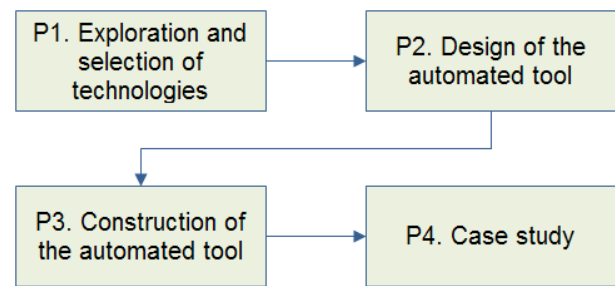 P1. Exploration and
selection of
technologies
P2. Design of the
automated tool
P3. Construction of
the automated tool
P4. Case study